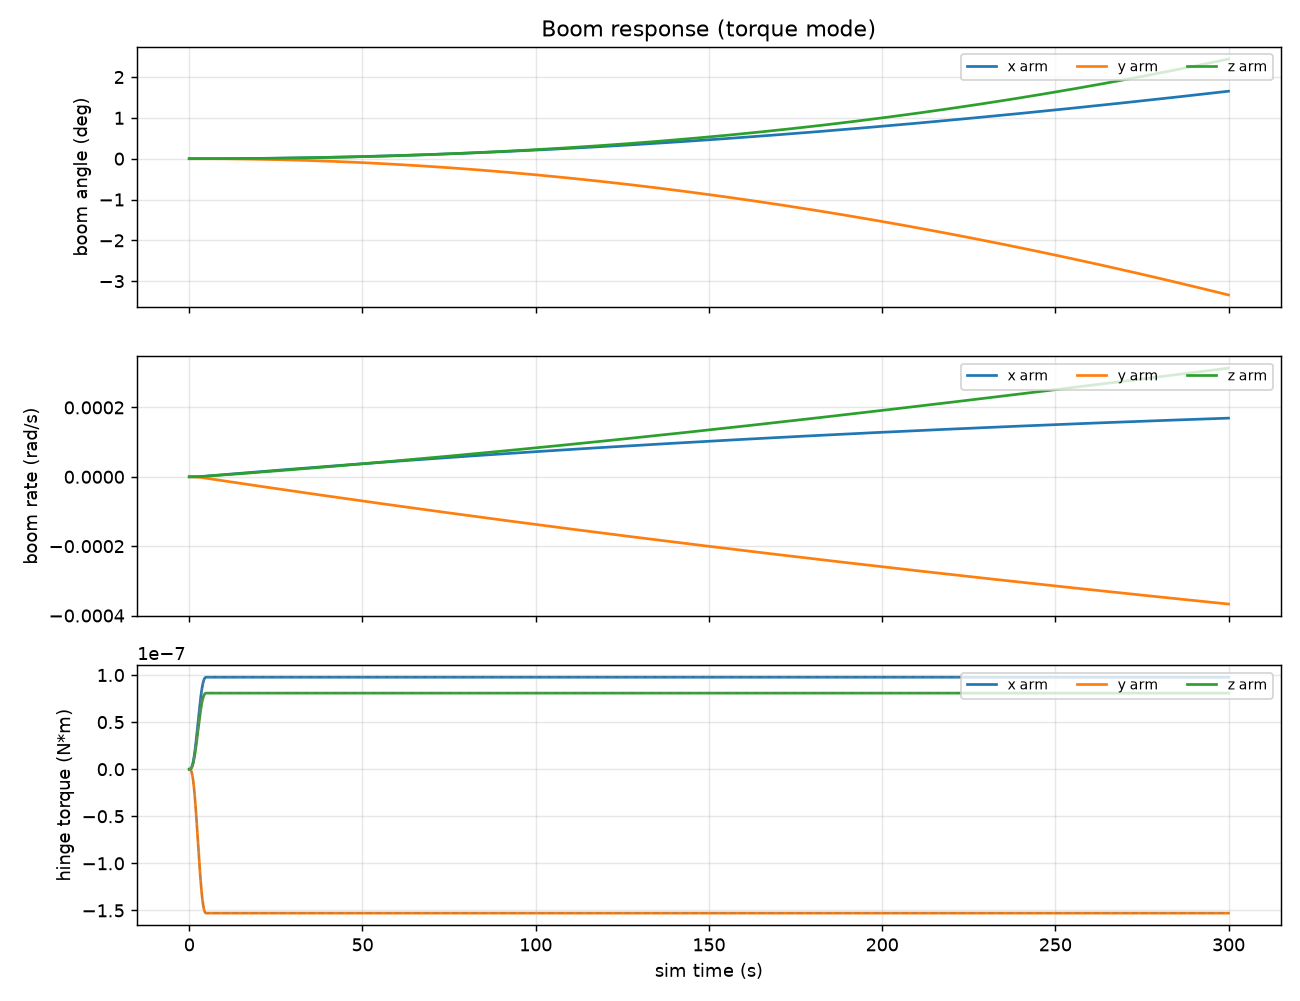 Boom response (torque mode)
x arm y arm z arm
boom angle (deg)
2
1
0
−1
−2
−3
x arm y arm z arm
boom rate (rad/s)
0.0002
0.0000
−0.0002
−0.0004
1e−7
x arm y arm z arm
hinge torque (N*m)
1.0
0.5
0.0
−0.5
−1.0
−1.5
0 50 100 150 200 250 300
sim time (s)